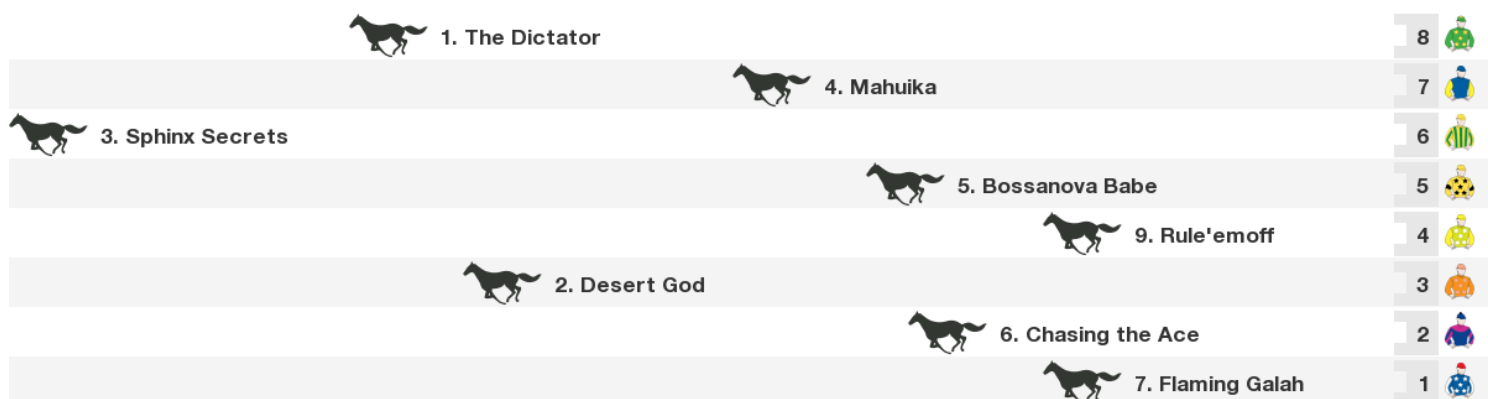 1. The Dictator 8
4. Mahuika 7
3. Sphinx Secrets 6
5. Bossanova Babe 5
9. Rule'emoff 4
2. Desert God 3
6. Chasing the Ace 2
7. Flaming Galah 1